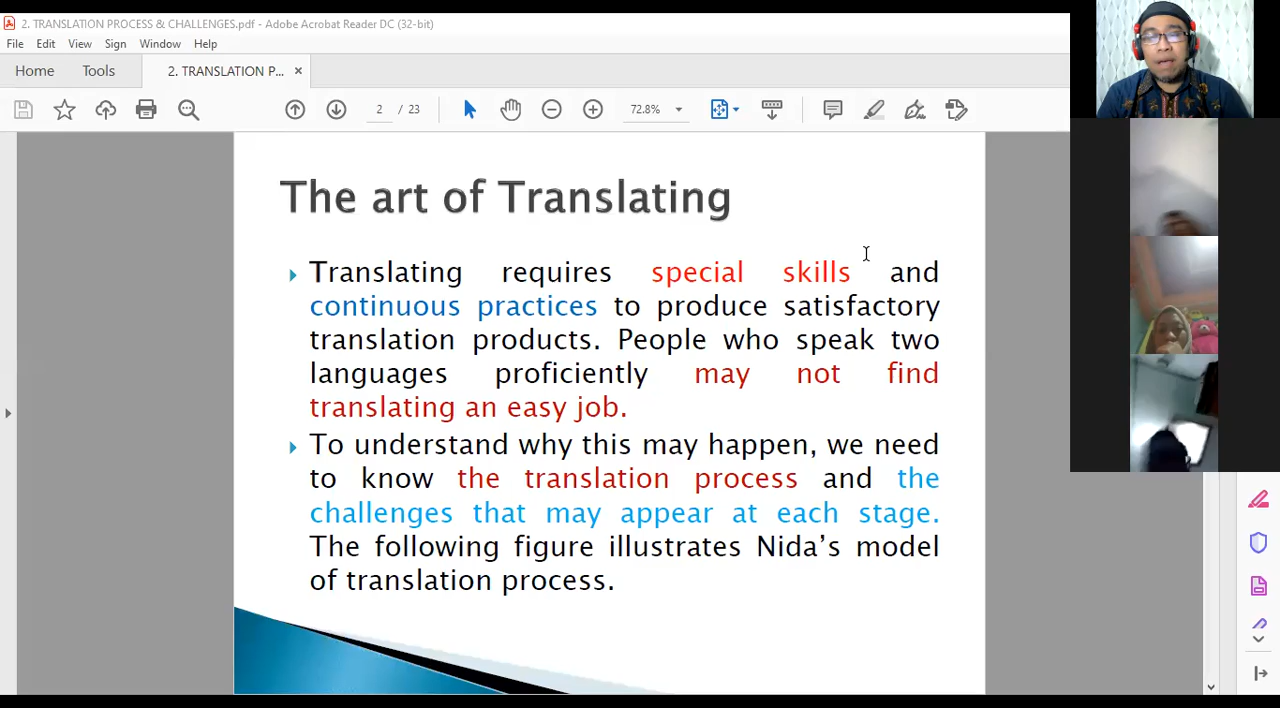 2. TRANSLATION PROCESS & CHALLENGES.pdf - Adobe Acrobat Reader DC (32-bit)
File Edit View Sign Window Help
Home Tools 2. TRANSLATION P... ×
2 / 23 72.8%
The art of Translating
Translating requires special skills and
continuous practices to produce satisfactory
translation products. People who speak two
languages proficiently may not find
translating an easy job.
To understand why this may happen, we need
to know the translation process and the
challenges that may appear at each stage.
The following figure illustrates Nida’s model
of translation process.